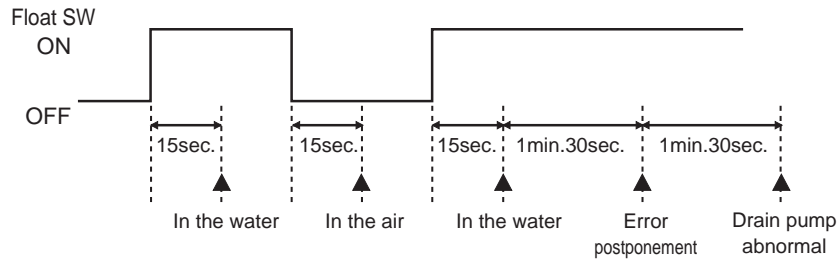 Float SW
ON
OFF
15sec.
15sec.
15sec.
1min.30sec.
1min.30sec.
In the water
In the air
In the water
Error
postponement
Drain pump
abnormal